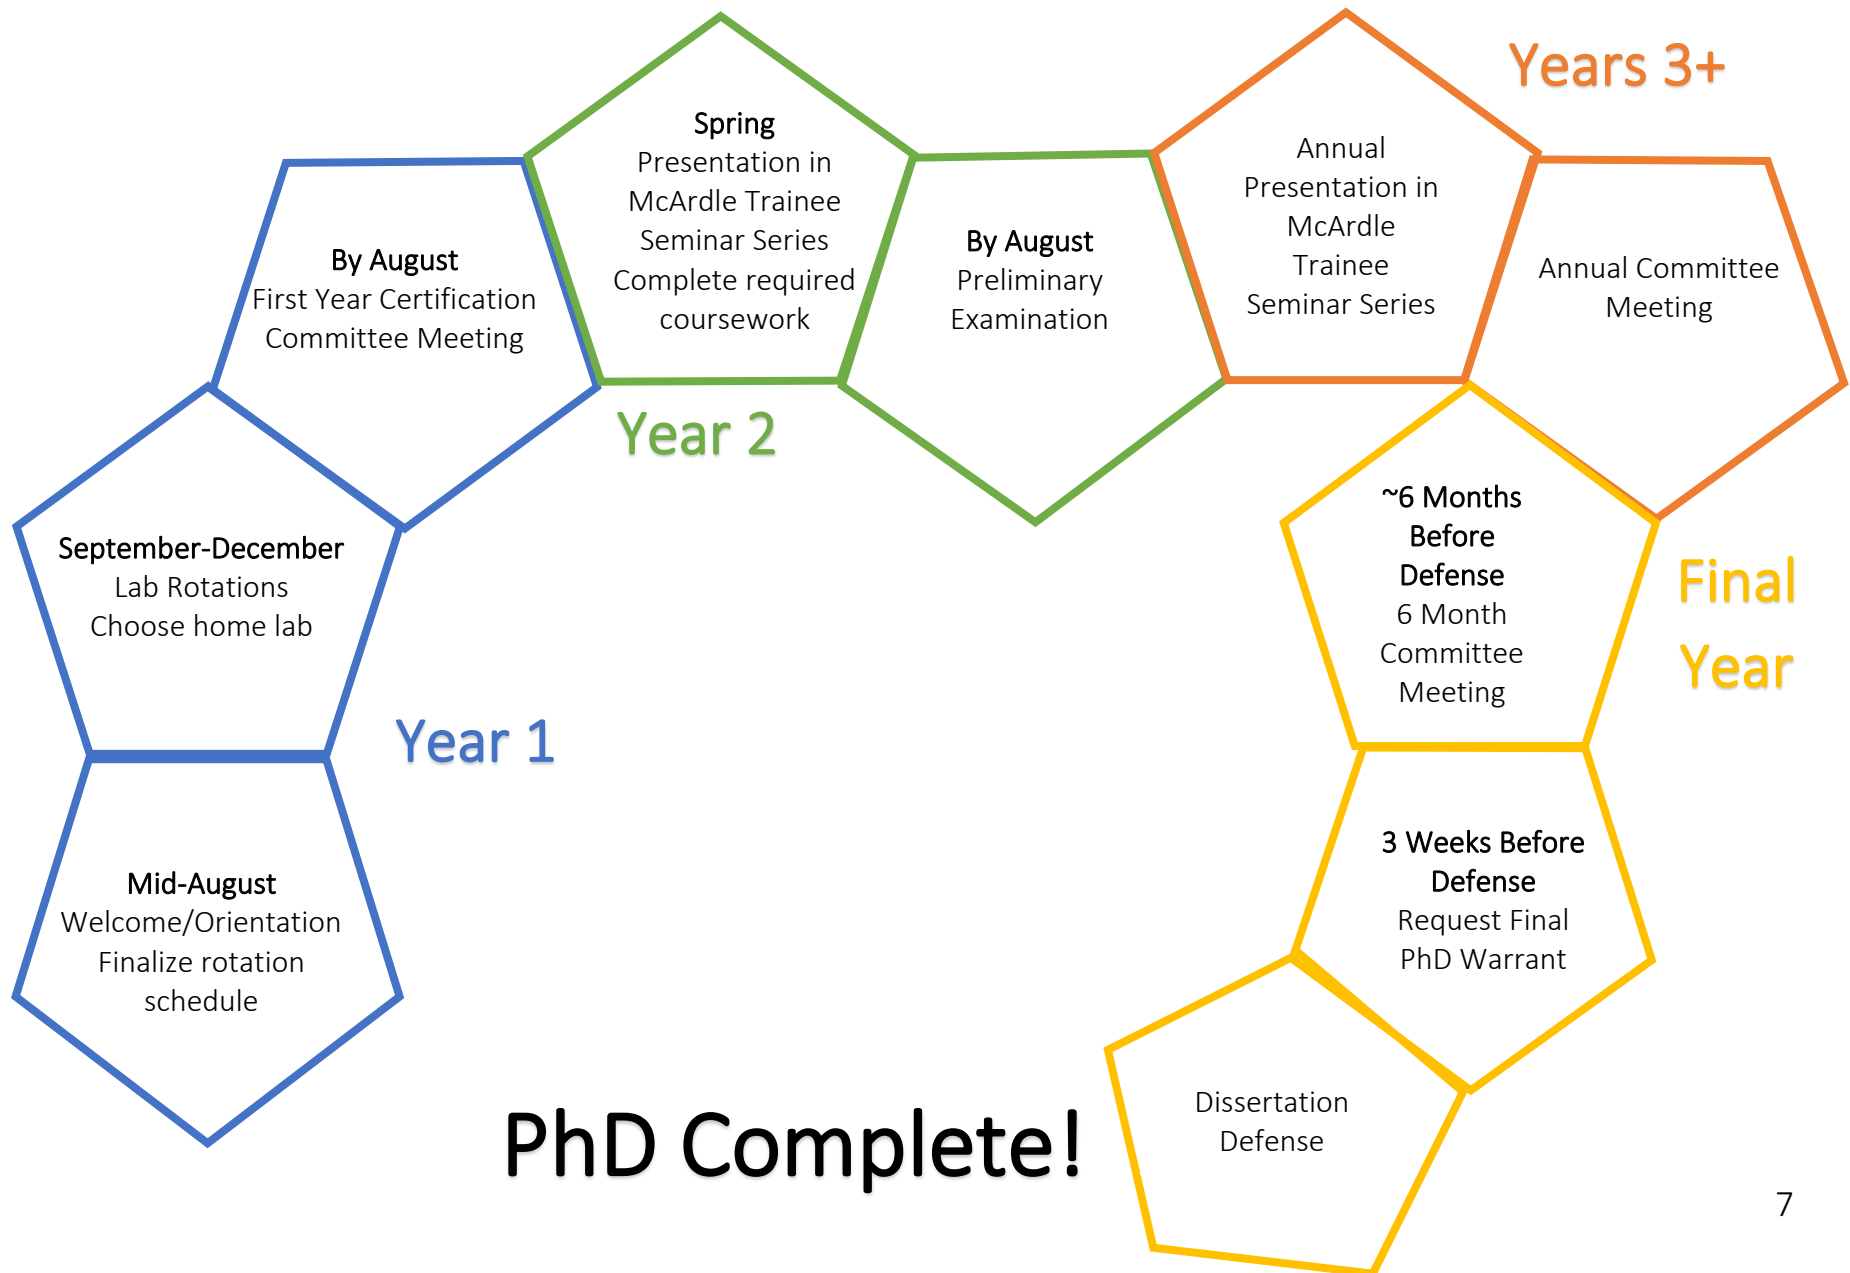 Mid-August
Welcome/Orientation
Finalize rotation
schedule
September-December
Lab Rotations
Choose home lab
Year 1
By August
First Year Certification
Committee Meeting
Spring
Presentation in
McArdle Trainee
Seminar Series
Complete required
coursework
Year 2
By August
Preliminary
Examination
Years 3+
Annual
Presentation in
McArdle
Trainee
Seminar Series
Annual Committee
Meeting
~6 Months
Before
Defense
6 Month
Committee
Meeting
Final
Year
3 Weeks Before
Defense
Request Final
PhD Warrant
Dissertation
Defense
PhD Complete!
7